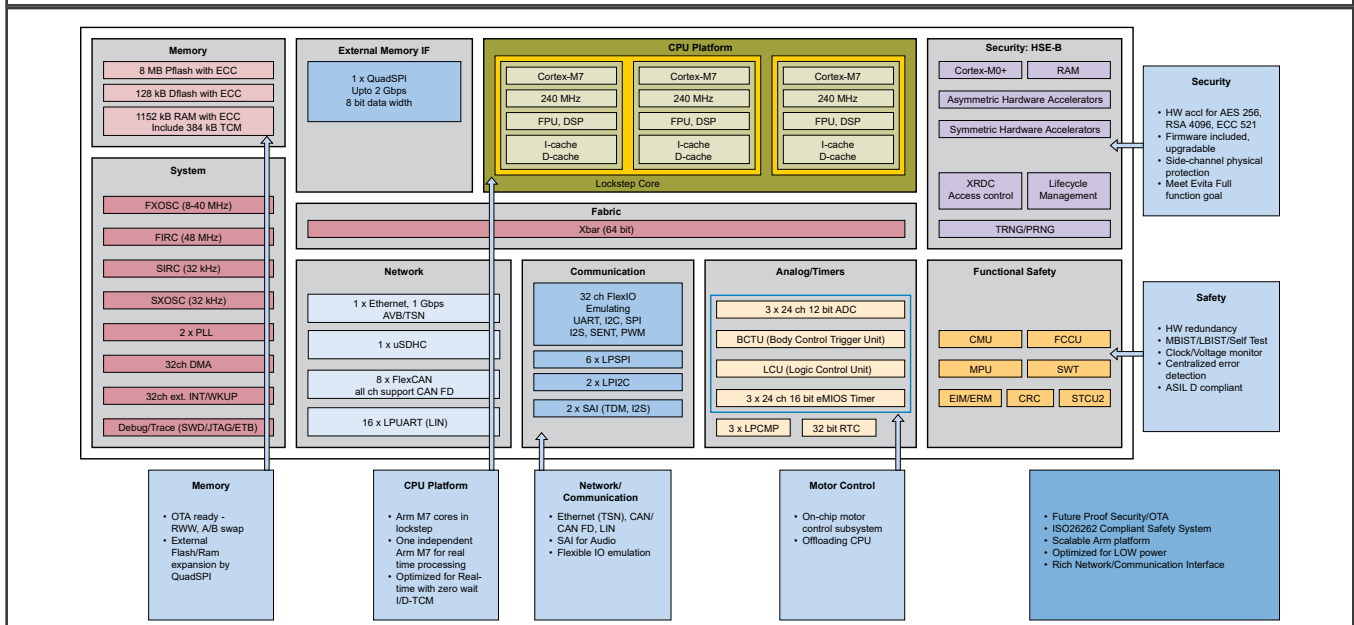 Memory
8 MB Pflash with ECC
128 kB Dflash with ECC
1152 kB RAM with ECC
Include 384 kB TCM
External Memory IF
1 x QuadSPI
Upto 2 Gbps
8 bit data width
CPU Platform
Cortex-M7
240 MHz
FPU, DSP
I-cache
D-cache
Cortex-M7
240 MHz
FPU, DSP
I-cache
D-cache
Cortex-M7
240 MHz
FPU, DSP
I-cache
D-cache
Lockstep Core
Security: HSE-B
Cortex-M0+
RAM
Asymmetric Hardware Accelerators
Symmetric Hardware Accelerators
XRDC
Access control
Lifecycle
Management
TRNG/PRNG
Security
• HW accl for AES 256,
RSA 4096, ECC 521
• Firmware included,
upgradable
• Side-channel physical
protection
• Meet Evita Full
function goal
System
FXOSC (8-40 MHz)
FIRC (48 MHz)
SIRC (32 kHz)
SXOSC (32 kHz)
2 x PLL
32ch DMA
32ch ext. INT/WKUP
Debug/Trace (SWD/JTAG/ETB)
Fabric
Xbar (64 bit)
Network
1 x Ethernet, 1 Gbps
AVB/TSN
1 x uSDHC
8 x FlexCAN
all ch support CAN FD
16 x LPUART (LIN)
Communication
32 ch FlexIO
Emulating
UART, I2C, SPI
I2S, SENT, PWM
6 x LPSPI
2 x LPI2C
2 x SAI (TDM, I2S)
Analog/Timers
3 x 24 ch 12 bit ADC
BCTU (Body Control Trigger Unit)
LCU (Logic Control Unit)
3 x 24 ch 16 bit eMIOS Timer
3 x LPCMP
32 bit RTC
Functional Safety
CMU
FCCU
MPU
SWT
EIM/ERM
CRC
STCU2
Safety
• HW redundancy
• MBIST/LBIST/Self Test
• Clock/Voltage monitor
• Centralized error
detection
• ASIL D compliant
Memory
• OTA ready -
RWW, A/B swap
• External
Flash/Ram
expansion by
QuadSPI
CPU Platform
• Arm M7 cores in
lockstep
• One independent
Arm M7 for real
time processing
• Optimized for Real-
time with zero wait
I/D-TCM
Network/
Communication
• Ethernet (TSN), CAN/
CAN FD, LIN
• SAI for Audio
• Flexible IO emulation
Motor Control
• On-chip motor
control subsystem
• Offloading CPU
• Future Proof Security/OTA
• ISO26262 Compliant Safety System
• Scalable Arm platform
• Optimized for LOW power
• Rich Network/Communication Interface